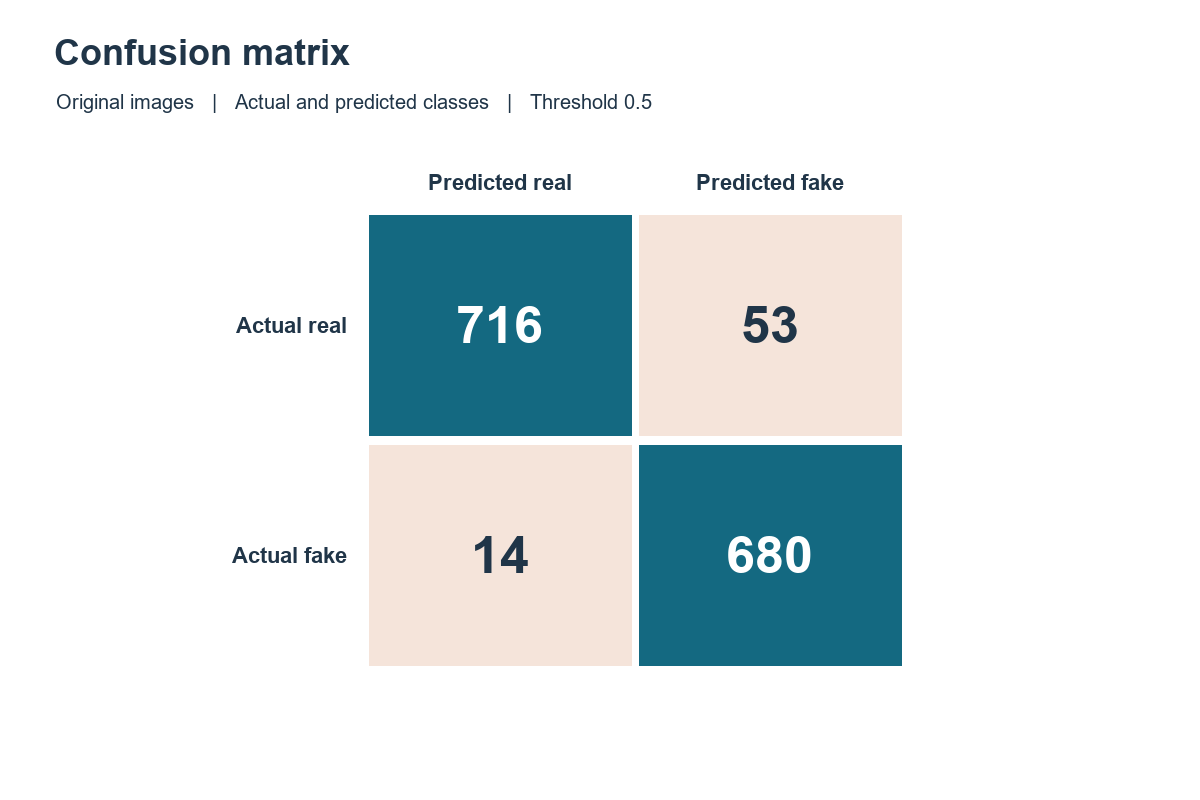 Confusion matrix
Original images | Actual and predicted classes | Threshold 0.5
Predicted real Predicted fake
Actual real 716 53
Actual fake 14 680